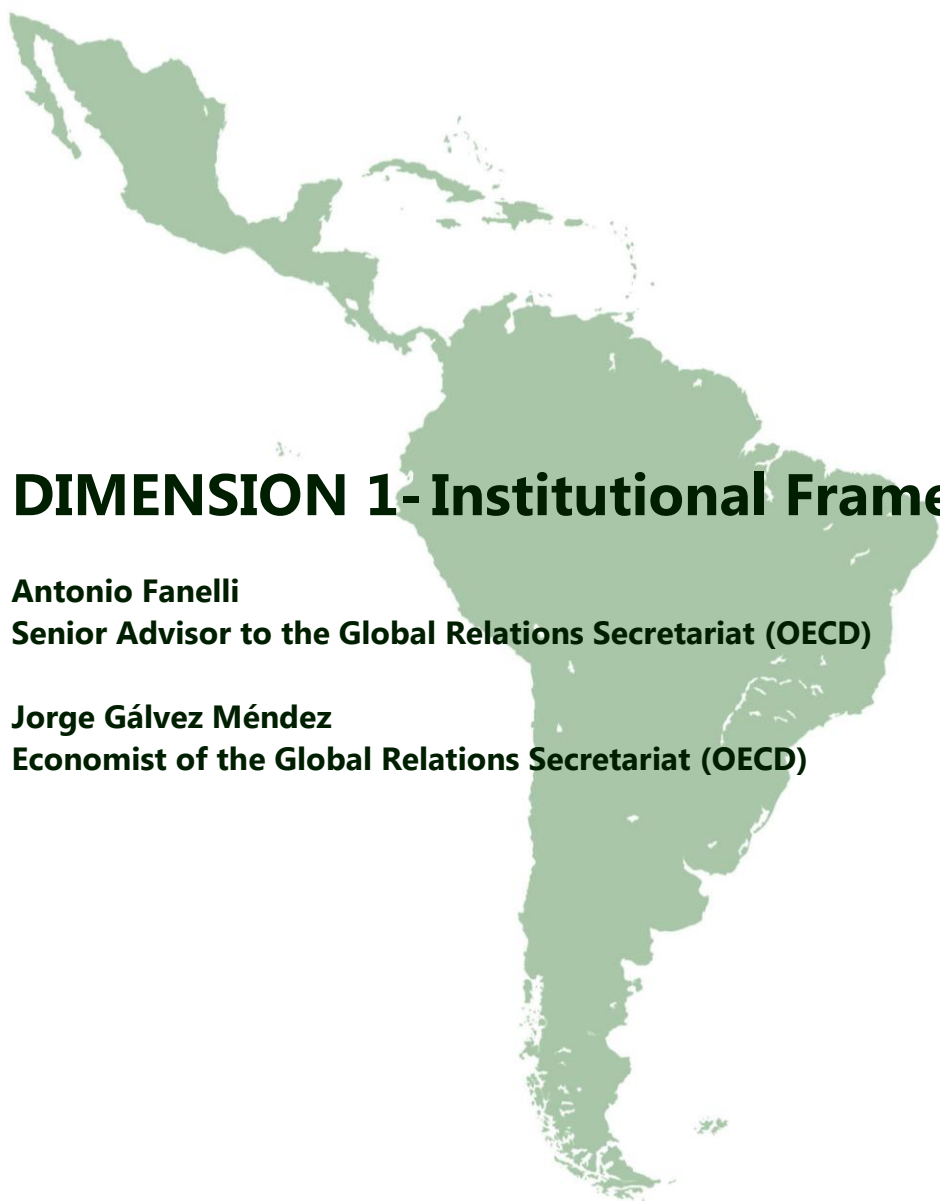 DIMENSION 1- Institutional Frame
Antonio Fanelli
Senior Advisor to the Global Relations Secretariat (OECD)
Jorge Gálvez Méndez
Economist of the Global Relations Secretariat (OECD)